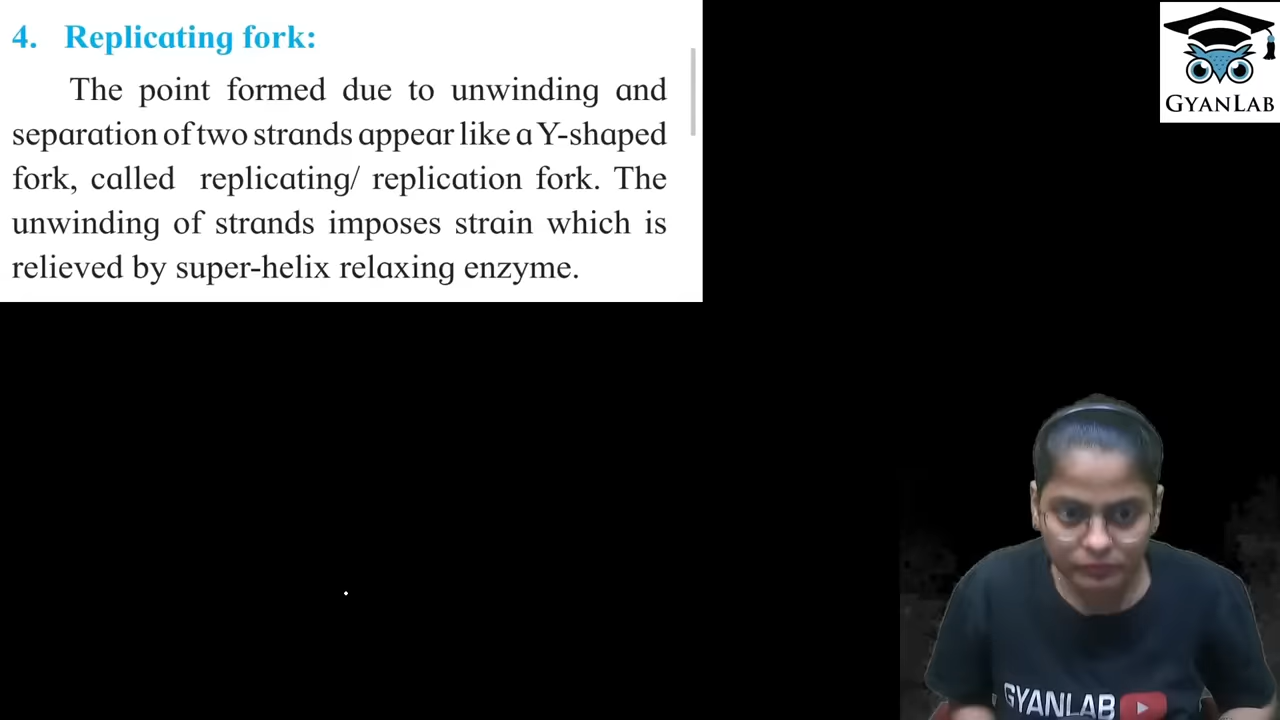 4. Replicating fork:
The point formed due to unwinding and
separation of two strands appear like a Y-shaped
fork, called replicating/ replication fork. The
unwinding of strands imposes strain which is
relieved by super-helix relaxing enzyme.
GYANLAB
GYANLAB